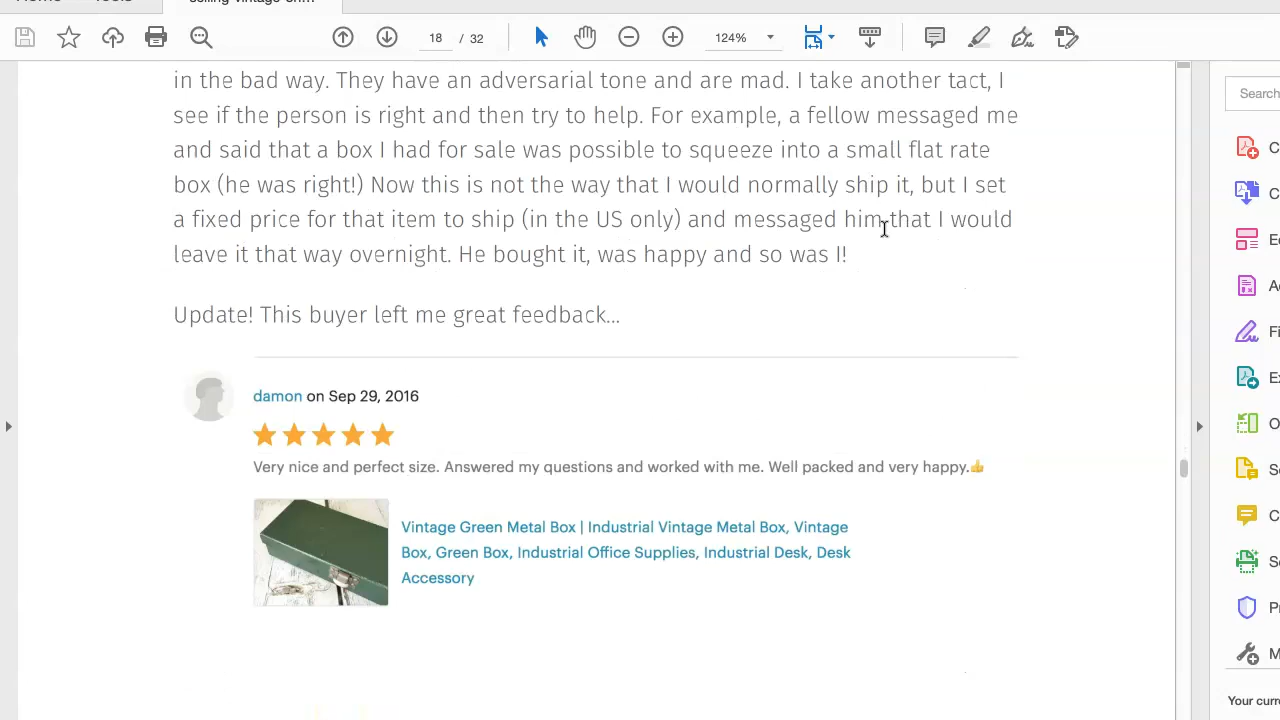 18 / 32
124%
in the bad way. They have an adversarial tone and are mad. I take another tact, I
see if the person is right and then try to help. For example, a fellow messaged me
and said that a box I had for sale was possible to squeeze into a small flat rate
box (he was right!) Now this is not the way that I would normally ship it, but I set
a fixed price for that item to ship (in the US only) and messaged him that I would
leave it that way overnight. He bought it, was happy and so was I!
Update! This buyer left me great feedback...
damon on Sep 29, 2016
Very nice and perfect size. Answered my questions and worked with me. Well packed and very happy.👍
Vintage Green Metal Box | Industrial Vintage Metal Box, Vintage
Box, Green Box, Industrial Office Supplies, Industrial Desk, Desk
Accessory
Search
Your curr